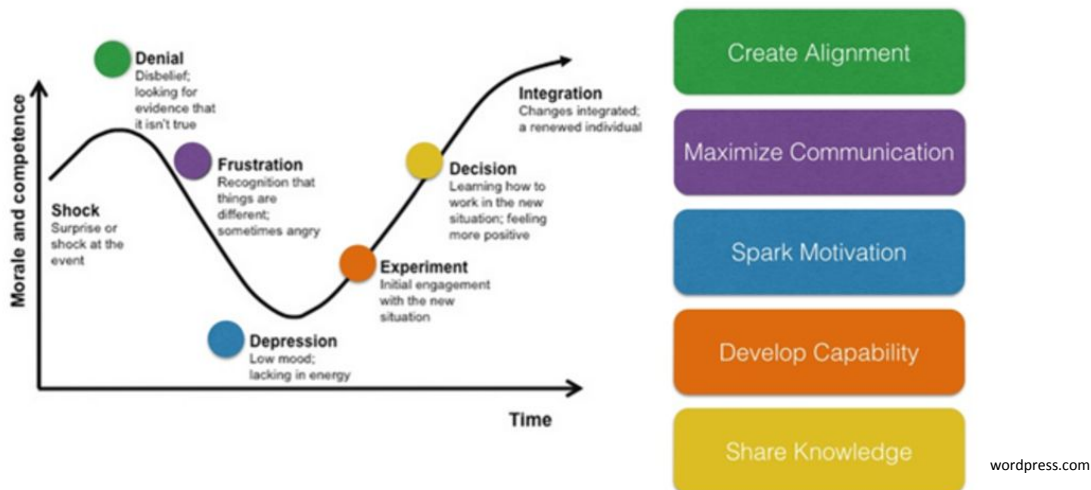 Denial
Disbelief;
looking for
evidence that
it isn't true
Integration
Changes integrated;
a renewed individual
Frustration
Recognition that
things are
different;
sometimes angry
Decision
Learning how to
work in the new
situation; feeling
more positive
Shock
Surprise or
shock at the
event
Experiment
Initial engagement
with the new
situation
Depression
Low mood;
lacking in energy
Morale and competence
Time
Create Alignment
Maximize Communication
Spark Motivation
Develop Capability
Share Knowledge
wordpress.com